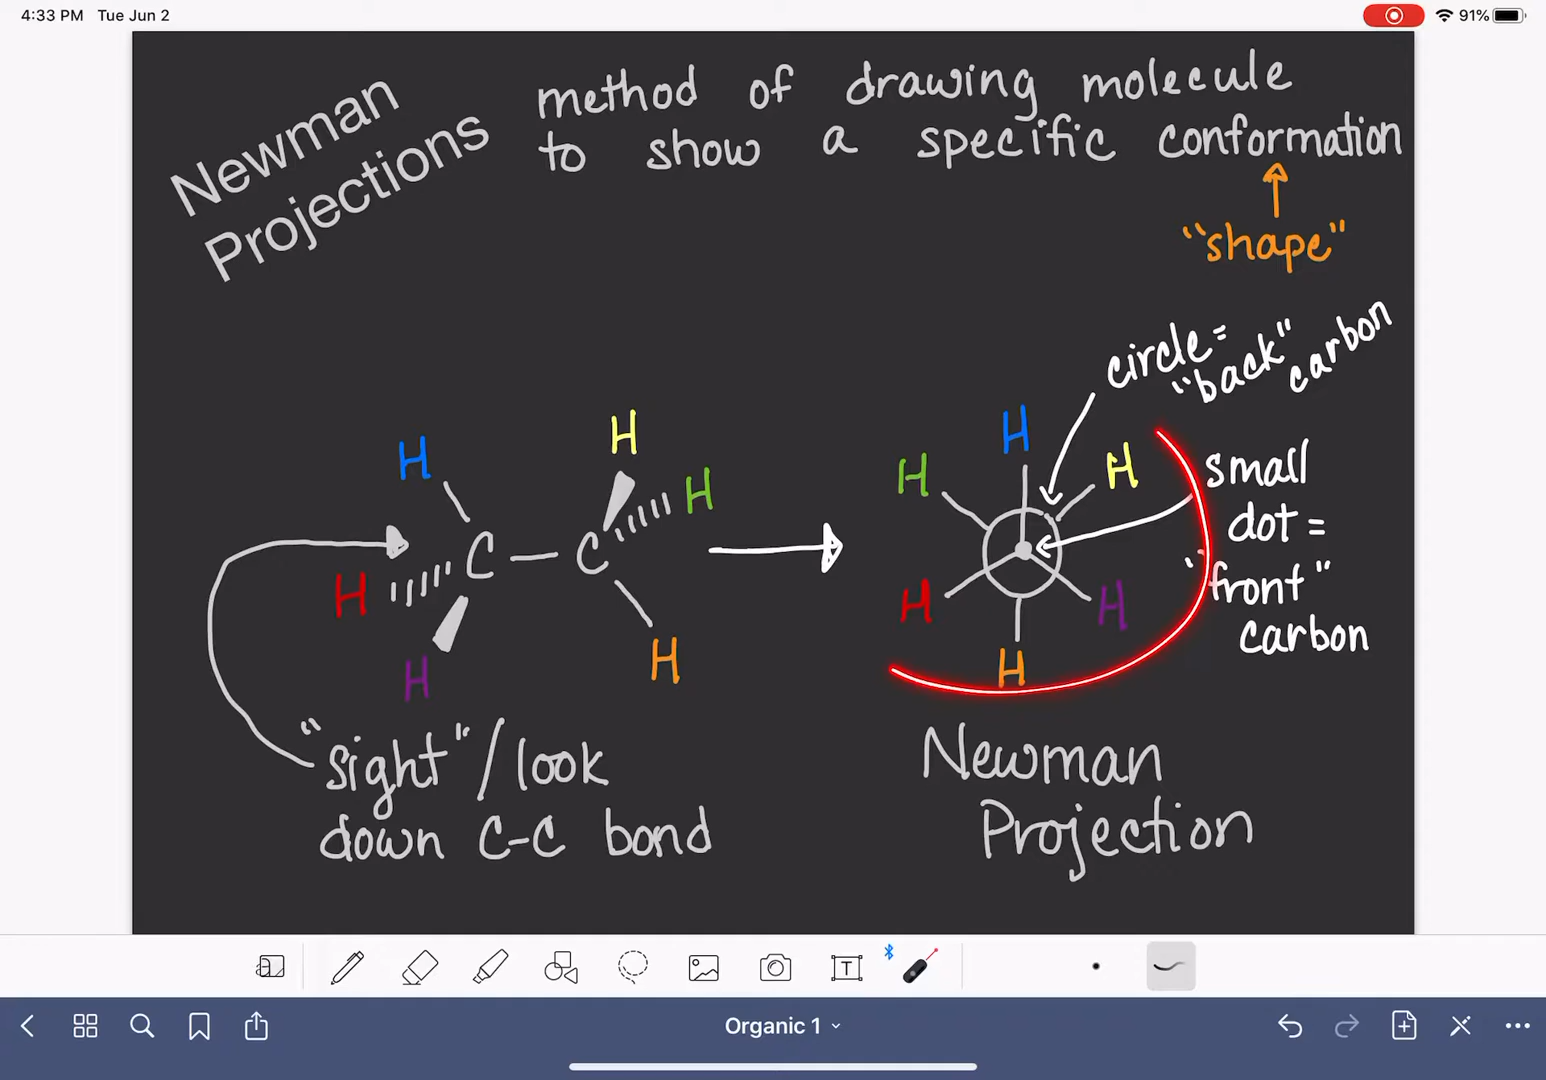 4:33 PM Tue Jun 2
91%
Newman
Projections
method of drawing molecule
to show a specific conformation
"shape"
circle =
"back" carbon
small
dot =
"front"
carbon
H
H
H
H
H
H
C
C
H
H
H
H
H
H
"sight" / look
down C-C bond
Newman
Projection
T
Organic 1